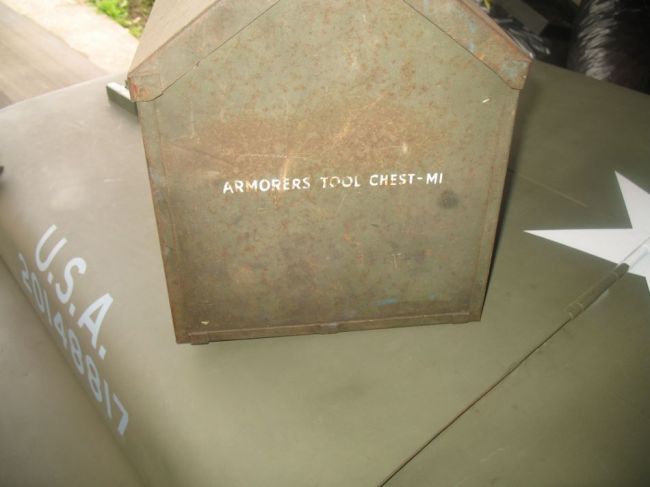 ARMORERS TOOL CHEST-M1
U.S.A.
20148817